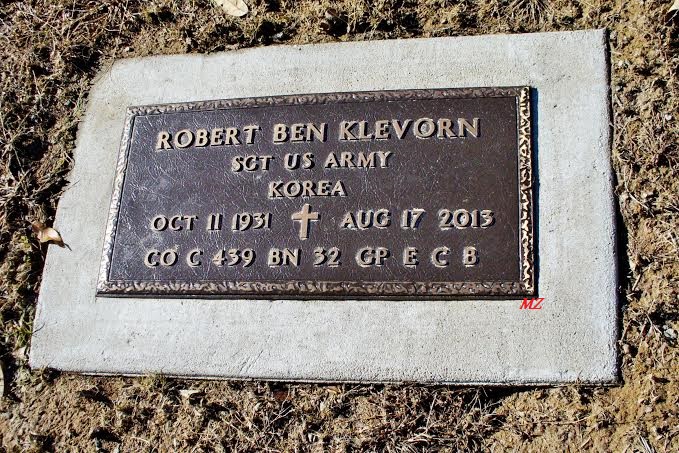 ROBERT BEN KLEVORN
SGT US ARMY
KOREA
OCT 11 1931 AUG 17 2013
CO C 439 BN 32 GP E C B
MZ